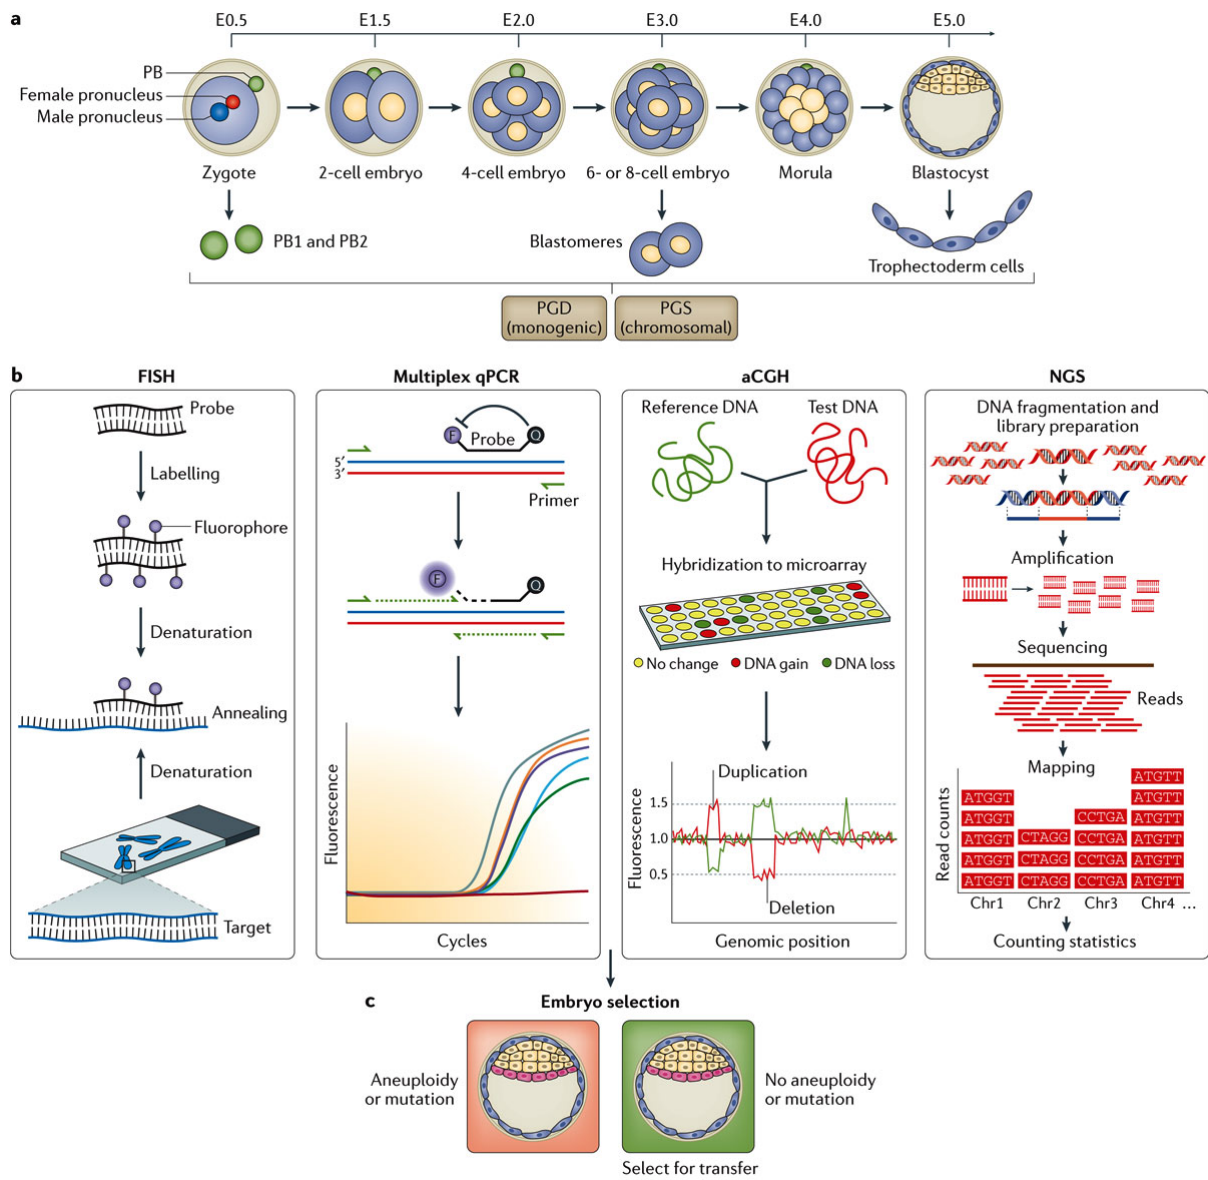 a
E0.5 E1.5 E2.0 E3.0 E4.0 E5.0
PB
Female pronucleus
Male pronucleus
Zygote 2-cell embryo 4-cell embryo 6- or 8-cell embryo Morula Blastocyst
PB1 and PB2
Blastomeres
Trophectoderm cells
PGD
(monogenic)
PGS
(chromosomal)
b
FISH
Probe
Labelling
Fluorophore
Denaturation
Annealing
Denaturation
Target
Multiplex qPCR
F Probe Q
5′
3′
Primer
F Q
Fluorescence
Cycles
aCGH
Reference DNA Test DNA
Hybridization to microarray
No change DNA gain DNA loss
Duplication
1.5
1.0
0.5
Fluorescence
Deletion
Genomic position
NGS
DNA fragmentation and
library preparation
Amplification
Sequencing
Reads
Mapping
ATGTT
ATGGT ATGTT
ATGGT CCTGA ATGTT
ATGGT CTAGG CCTGA ATGTT
ATGGT CTAGG CCTGA ATGTT
ATGGT CTAGG CCTGA ATGTT
Read counts
Chr1 Chr2 Chr3 Chr4 ...
Counting statistics
c
Embryo selection
Aneuploidy
or mutation
No aneuploidy
or mutation
Select for transfer